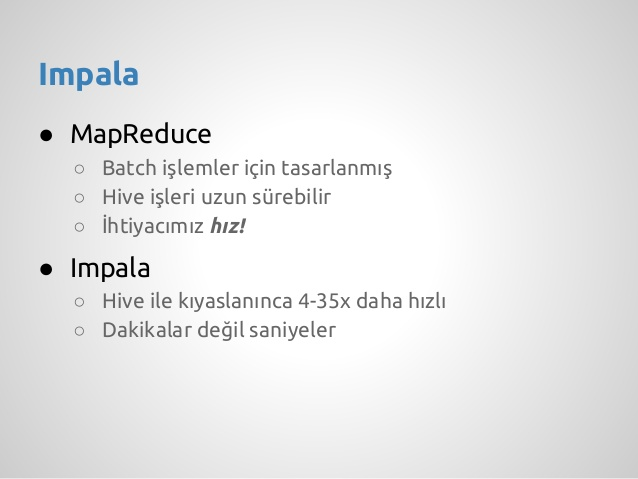 Impala
● MapReduce
○ Batch işlemler için tasarlanmış
○ Hive işleri uzun sürebilir
○ İhtiyacımız hız!
● Impala
○ Hive ile kıyaslanınca 4-35x daha hızlı
○ Dakikalar değil saniyeler